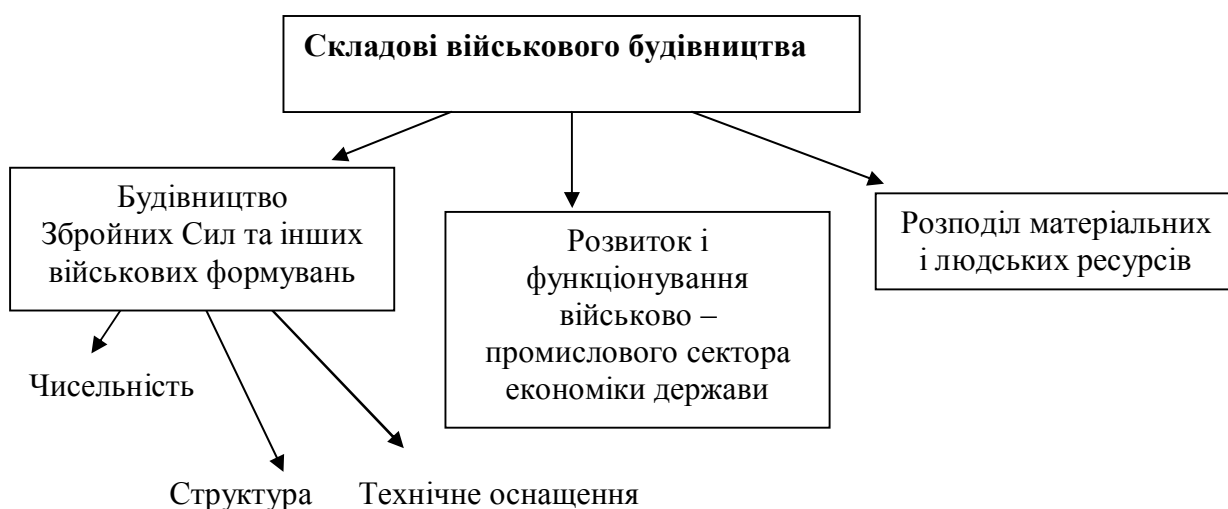 Складові військового будівництва
Будівництво
Збройних Сил та інших
військових формувань
Розвиток і
функціонування
військово –
промислового сектора
економіки держави
Розподіл матеріальних
і людських ресурсів
Чисельність
Структура
Технічне оснащення